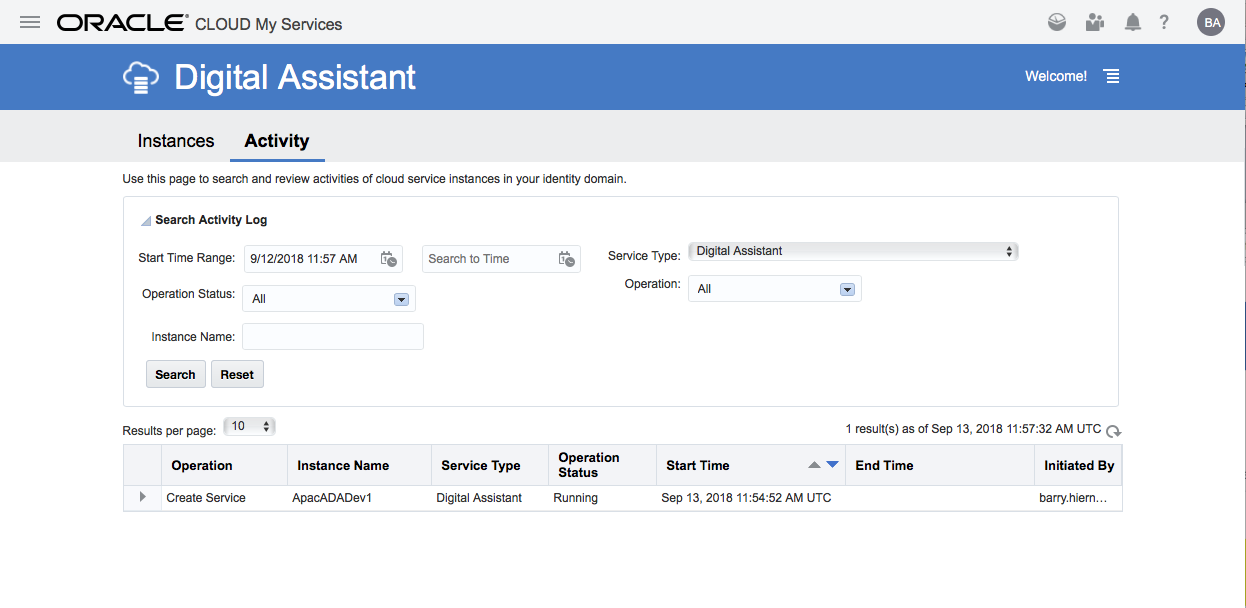 ORACLE® CLOUD My Services
? BA
Digital Assistant
Welcome!
Instances Activity
Use this page to search and review activities of cloud service instances in your identity domain.
Search Activity Log
Start Time Range: 9/12/2018 11:57 AM Search to Time Service Type: Digital Assistant
Operation Status: All Operation: All
Instance Name:
Search Reset
Results per page: 10 1 result(s) as of Sep 13, 2018 11:57:32 AM UTC
Operation Instance Name Service Type Operation Status Start Time End Time Initiated By
Create Service ApacADADev1 Digital Assistant Running Sep 13, 2018 11:54:52 AM UTC barry.hiern...